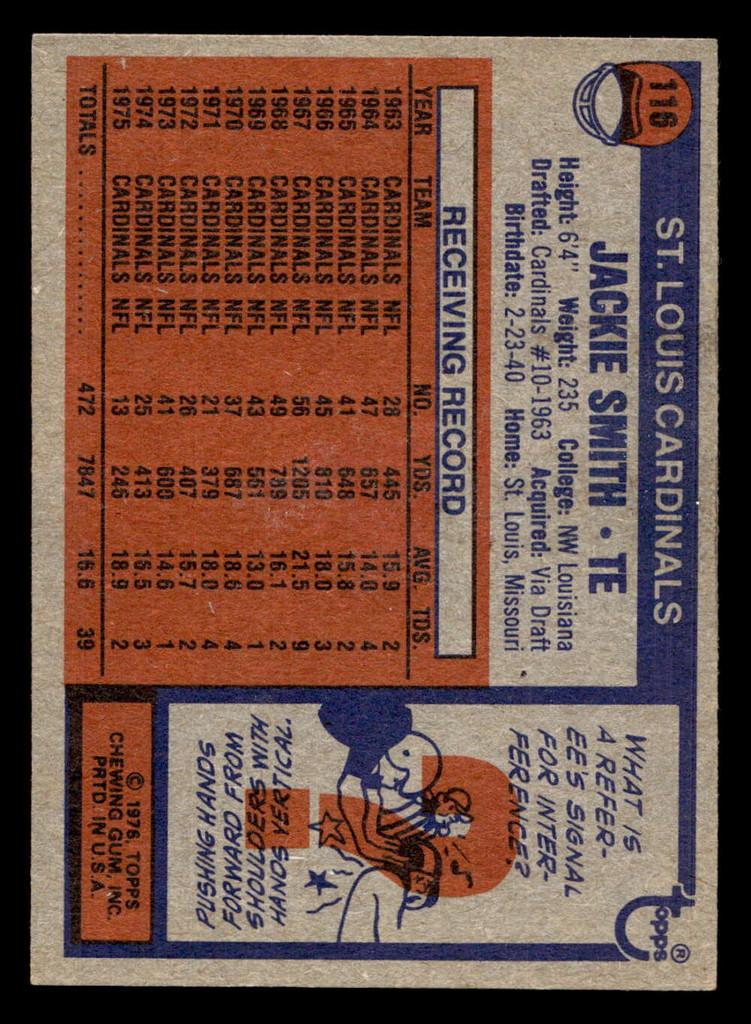 116
ST. LOUIS CARDINALS
JACKIE SMITH • TE
Height: 6'4" Weight: 235 College: NW Louisiana
Drafted: Cardinals #10-1963 Acquired: Via Draft
Birthdate: 2-23-40 Home: St. Louis, Missouri
RECEIVING RECORD
YEAR TEAM NO. YDS. AVG. TDS.
1963 CARDINALS NFL 28 445 15.9 2
1964 CARDINALS NFL 47 657 14.0 4
1965 CARDINALS NFL 41 648 15.8 2
1966 CARDINALS NFL 45 810 18.0 3
1967 CARDINALS NFL 56 1205 21.5 9
1968 CARDINALS NFL 49 789 16.1 2
1969 CARDINALS NFL 43 561 13.0 1
1970 CARDINALS NFL 37 687 18.6 4
1971 CARDINALS NFL 21 379 18.0 4
1972 CARDINALS NFL 26 407 15.7 2
1973 CARDINALS NFL 41 600 14.6 1
1974 CARDINALS NFL 25 413 16.5 3
1975 CARDINALS NFL 13 246 18.9 2
TOTALS ............. 472 7847 16.6 39
topps®
WHAT IS
A REFER-
EE'S SIGNAL
FOR INTER-
FERENCE?
PUSHING HANDS
FORWARD FROM
SHOULDERS WITH
HANDS VERTICAL.
© 1976, TOPPS
CHEWING GUM, INC.
PRTD. IN U.S.A.